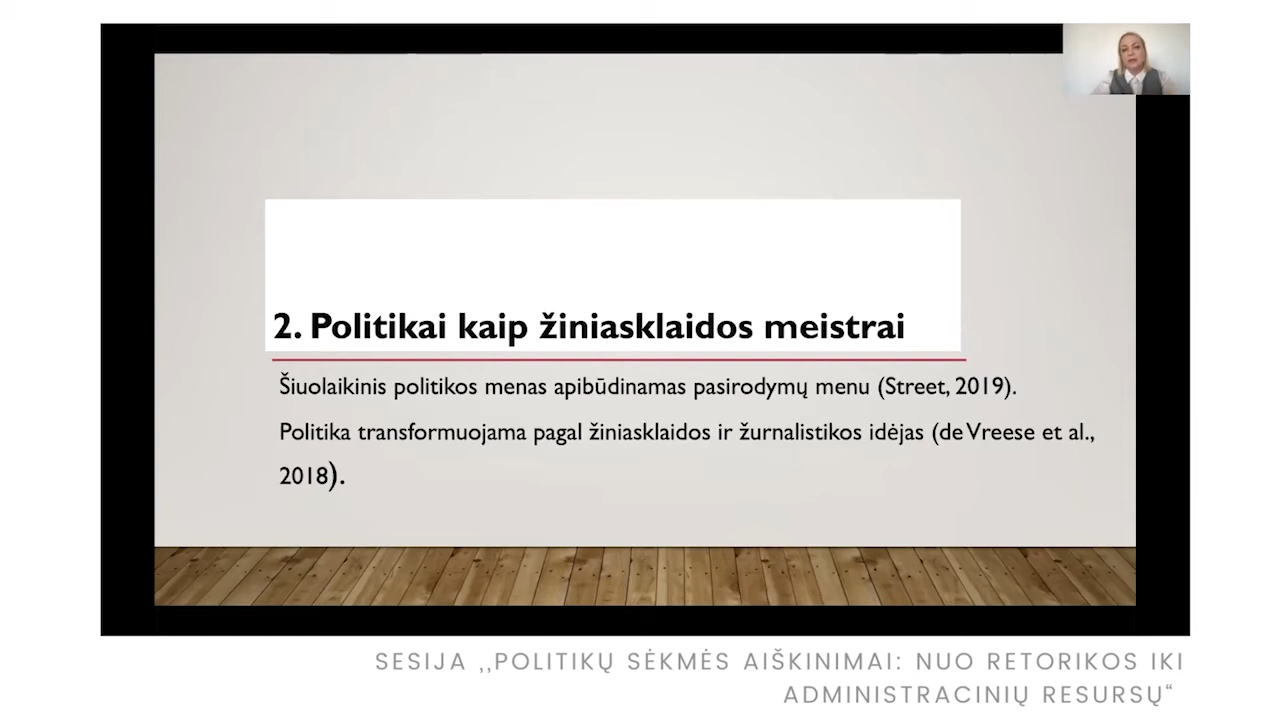 2. Politikai kaip žiniasklaidos meistrai
Šiuolaikinis politikos menas apibūdinamas pasirodymų menu (Street, 2019).
Politika transformuojama pagal žiniasklaidos ir žurnalistikos idėjas (de Vreese et al.,
2018).
SESIJA ,,POLITIKŲ SĖKMĖS AIŠKINIMAI: NUO RETORIKOS IKI
ADMINISTRACINIŲ RESURSŲ“